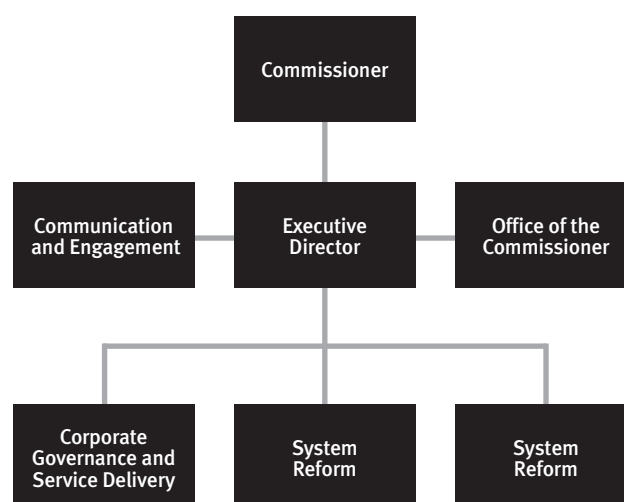 Commissioner
Communication
and Engagement
Executive
Director
Office of the
Commissioner
Corporate
Governance and
Service Delivery
System
Reform
System
Reform